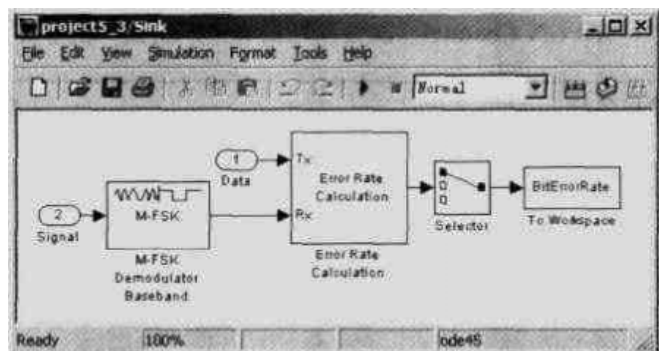 project5_3/Sink
File Edit View Simulation Format Tools Help
Normal
1
Data
Tx
Rx
Error Rate
Calculation
Error Rate
Calculation
2
Signal
M-FSK
M-FSK
Demodulator
Baseband
Selector
BitErrorRate
To Workspace
Ready 100% ode45